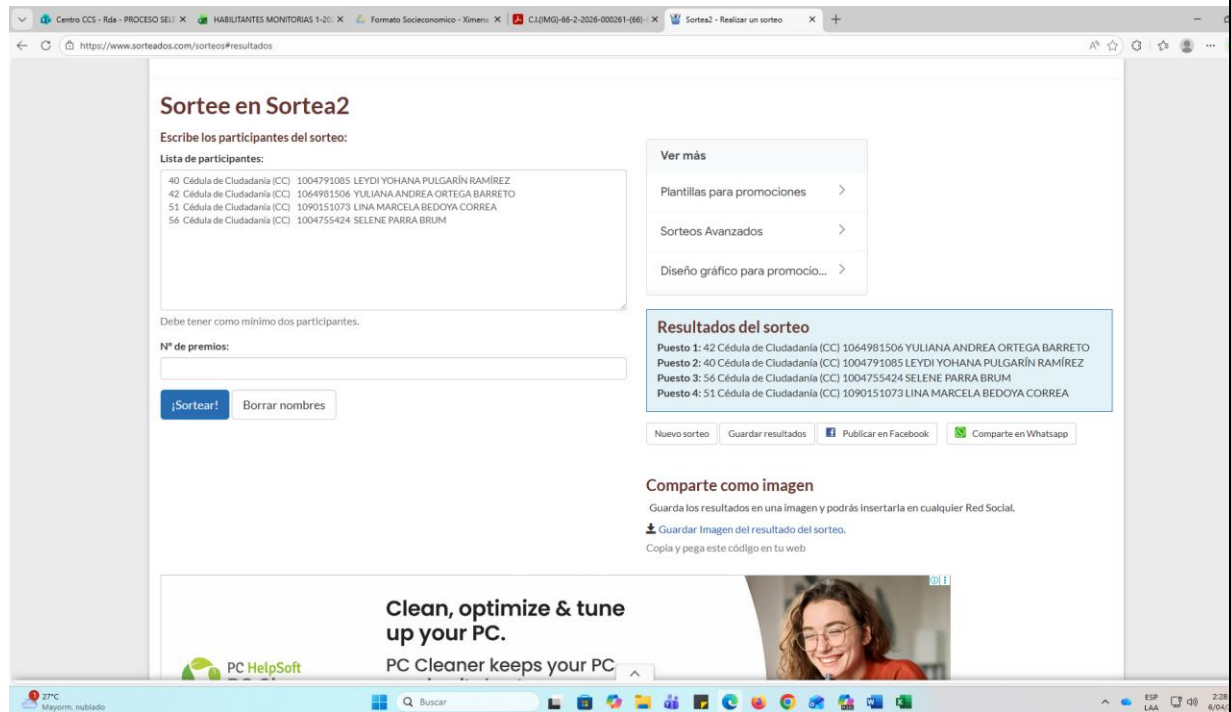 Centro CCS - Rda - PROCESO SELE
HABILITANTES MONITORIAS 1-20
Formato Socieconomico - Ximena
C.I.(IMG)-66-2-2026-000261-(66)-
Sortea2 - Realizar un sorteo
https://www.sorteados.com/sorteos#resultados
Sortee en Sortea2
Escribe los participantes del sorteo:
Lista de participantes:
40 Cédula de Ciudadanía (CC) 1004791085 LEYDI YOHANA PULGARÍN RAMÍREZ
42 Cédula de Ciudadanía (CC) 1064981506 YULIANA ANDREA ORTEGA BARRETO
51 Cédula de Ciudadanía (CC) 1090151073 LINA MARCELA BEDOYA CORREA
56 Cédula de Ciudadanía (CC) 1004755424 SELENE PARRA BRUM
Debe tener como mínimo dos participantes.
Nº de premios:
¡Sortear!
Borrar nombres
Ver más
Plantillas para promociones
Sorteos Avanzados
Diseño gráfico para promocio...
Resultados del sorteo
Puesto 1: 42 Cédula de Ciudadanía (CC) 1064981506 YULIANA ANDREA ORTEGA BARRETO
Puesto 2: 40 Cédula de Ciudadanía (CC) 1004791085 LEYDI YOHANA PULGARÍN RAMÍREZ
Puesto 3: 56 Cédula de Ciudadanía (CC) 1004755424 SELENE PARRA BRUM
Puesto 4: 51 Cédula de Ciudadanía (CC) 1090151073 LINA MARCELA BEDOYA CORREA
Nuevo sorteo
Guardar resultados
Publicar en Facebook
Comparte en Whatsapp
Comparte como imagen
Guarda los resultados en una imagen y podrás insertarla en cualquier Red Social.
Guardar Imagen del resultado del sorteo.
Copia y pega este código en tu web
Clean, optimize & tune
up your PC.
PC HelpSoft
PC Cleaner keeps your PC
1
27°C
Mayorm. nublado
Buscar
ESP
LAA
2:28
6/04/